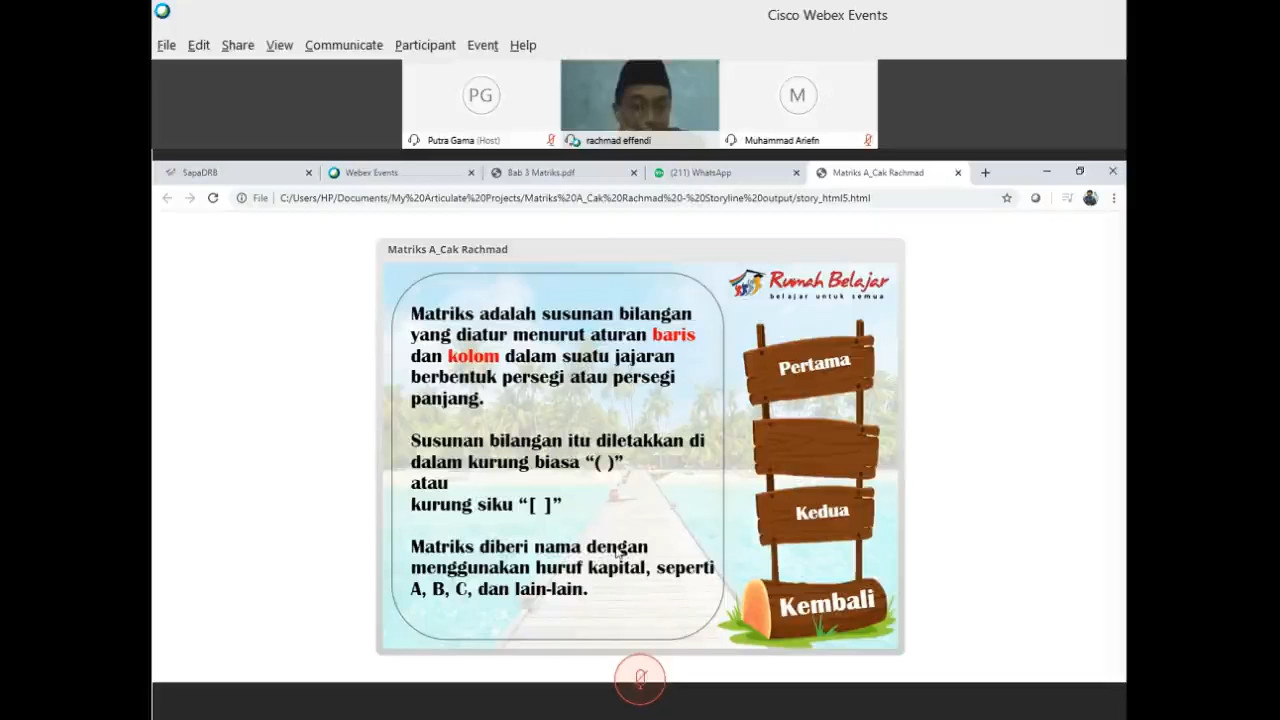 Cisco Webex Events
File Edit Share View Communicate Participant Event Help
PG
M
Putra Gama (Host)
rachmad effendi
Muhammad Ariefn
SapaDRB
Webex Events
Bab 3 Matriks.pdf
(211) WhatsApp
Matriks A_Cak Rachmad
File
C:/Users/HP/Documents/My%20Articulate%20Projects/Matriks%20A_Cak%20Rachmad%20-%20Storyline%20output/story_html5.html
Matriks A_Cak Rachmad
Rumah Belajar
belajar untuk semua
Matriks adalah susunan bilangan
yang diatur menurut aturan baris
dan kolom dalam suatu jajaran
berbentuk persegi atau persegi
panjang.
Susunan bilangan itu diletakkan di
dalam kurung biasa “( )”
atau
kurung siku “[ ]”
Matriks diberi nama dengan
menggunakan huruf kapital, seperti
A, B, C, dan lain-lain.
Pertama
Kedua
Kembali